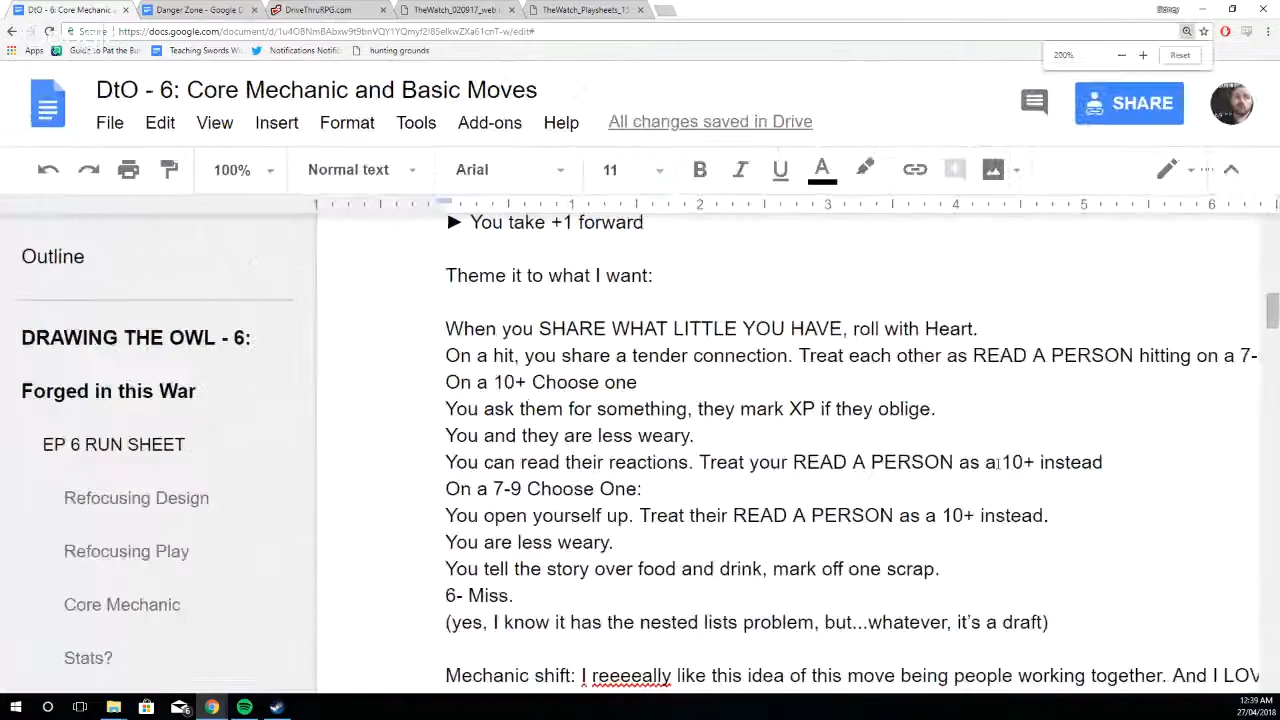 DtO - 6: Core Mechanic and
Danger Zone - Google D
DriveThruRPG.com
TheWatch_020917_web
TheWatch_Playsheets_15
Secure
https://docs.google.com/document/d/
Apps
Teaching Swords
Notifications
hunting grounds
200%
Reset
DtO - 6: Core Mechanic and Basic Moves
SHARE
File Edit View Insert Format Tools Add-ons Help All changes saved in Drive
100% Normal text Arial 11
1 1 2 3 4 5 6
► You take +1 forward
Outline
Theme it to what I want:
DRAWING THE OWL - 6:
When you SHARE WHAT LITTLE YOU HAVE, roll with Heart.
On a hit, you share a tender connection. Treat each other as READ A PERSON hitting on a 7-
On a 10+ Choose one
Forged in this War
You ask them for something, they mark XP if they oblige.
You and they are less weary.
EP 6 RUN SHEET
You can read their reactions. Treat your READ A PERSON as a 10+ instead
On a 7-9 Choose One:
Refocusing Design
You open yourself up. Treat their READ A PERSON as a 10+ instead.
You are less weary.
Refocusing Play
You tell the story over food and drink, mark off one scrap.
6- Miss.
Core Mechanic
(yes, I know it has the nested lists problem, but...whatever, it's a draft)
Stats?
Mechanic shift: I reeeeally like this idea of this move being people working together. And I LOV
12:39 AM
27/04/2018